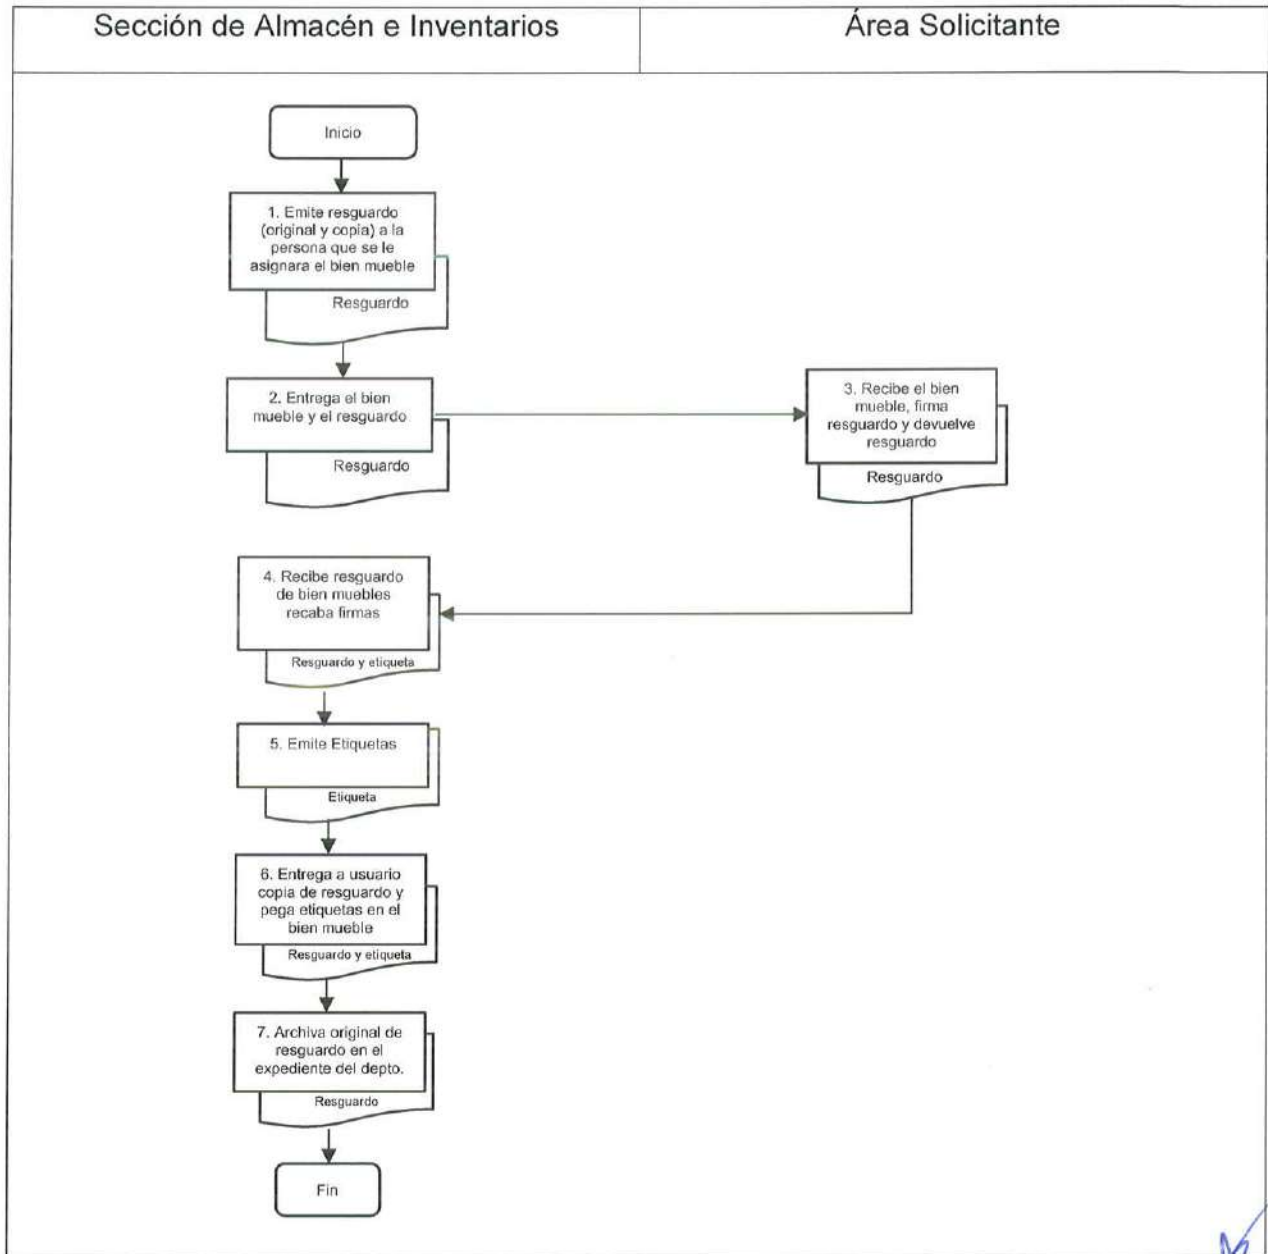 Sección de Almacén e Inventarios
Área Solicitante
Inicio
1. Emite resguardo
(original y copia) a la
persona que se le
asignara el bien mueble
Resguardo
2. Entrega el bien
mueble y el resguardo
Resguardo
3. Recibe el bien
mueble, firma
resguardo y devuelve
resguardo
Resguardo
4. Recibe resguardo
de bien muebles
recaba firmas
Resguardo y etiqueta
5. Emite Etiquetas
Etiqueta
6. Entrega a usuario
copia de resguardo y
pega etiquetas en el
bien mueble
Resguardo y etiqueta
7. Archiva original de
resguardo en el
expediente del depto.
Resguardo
Fin